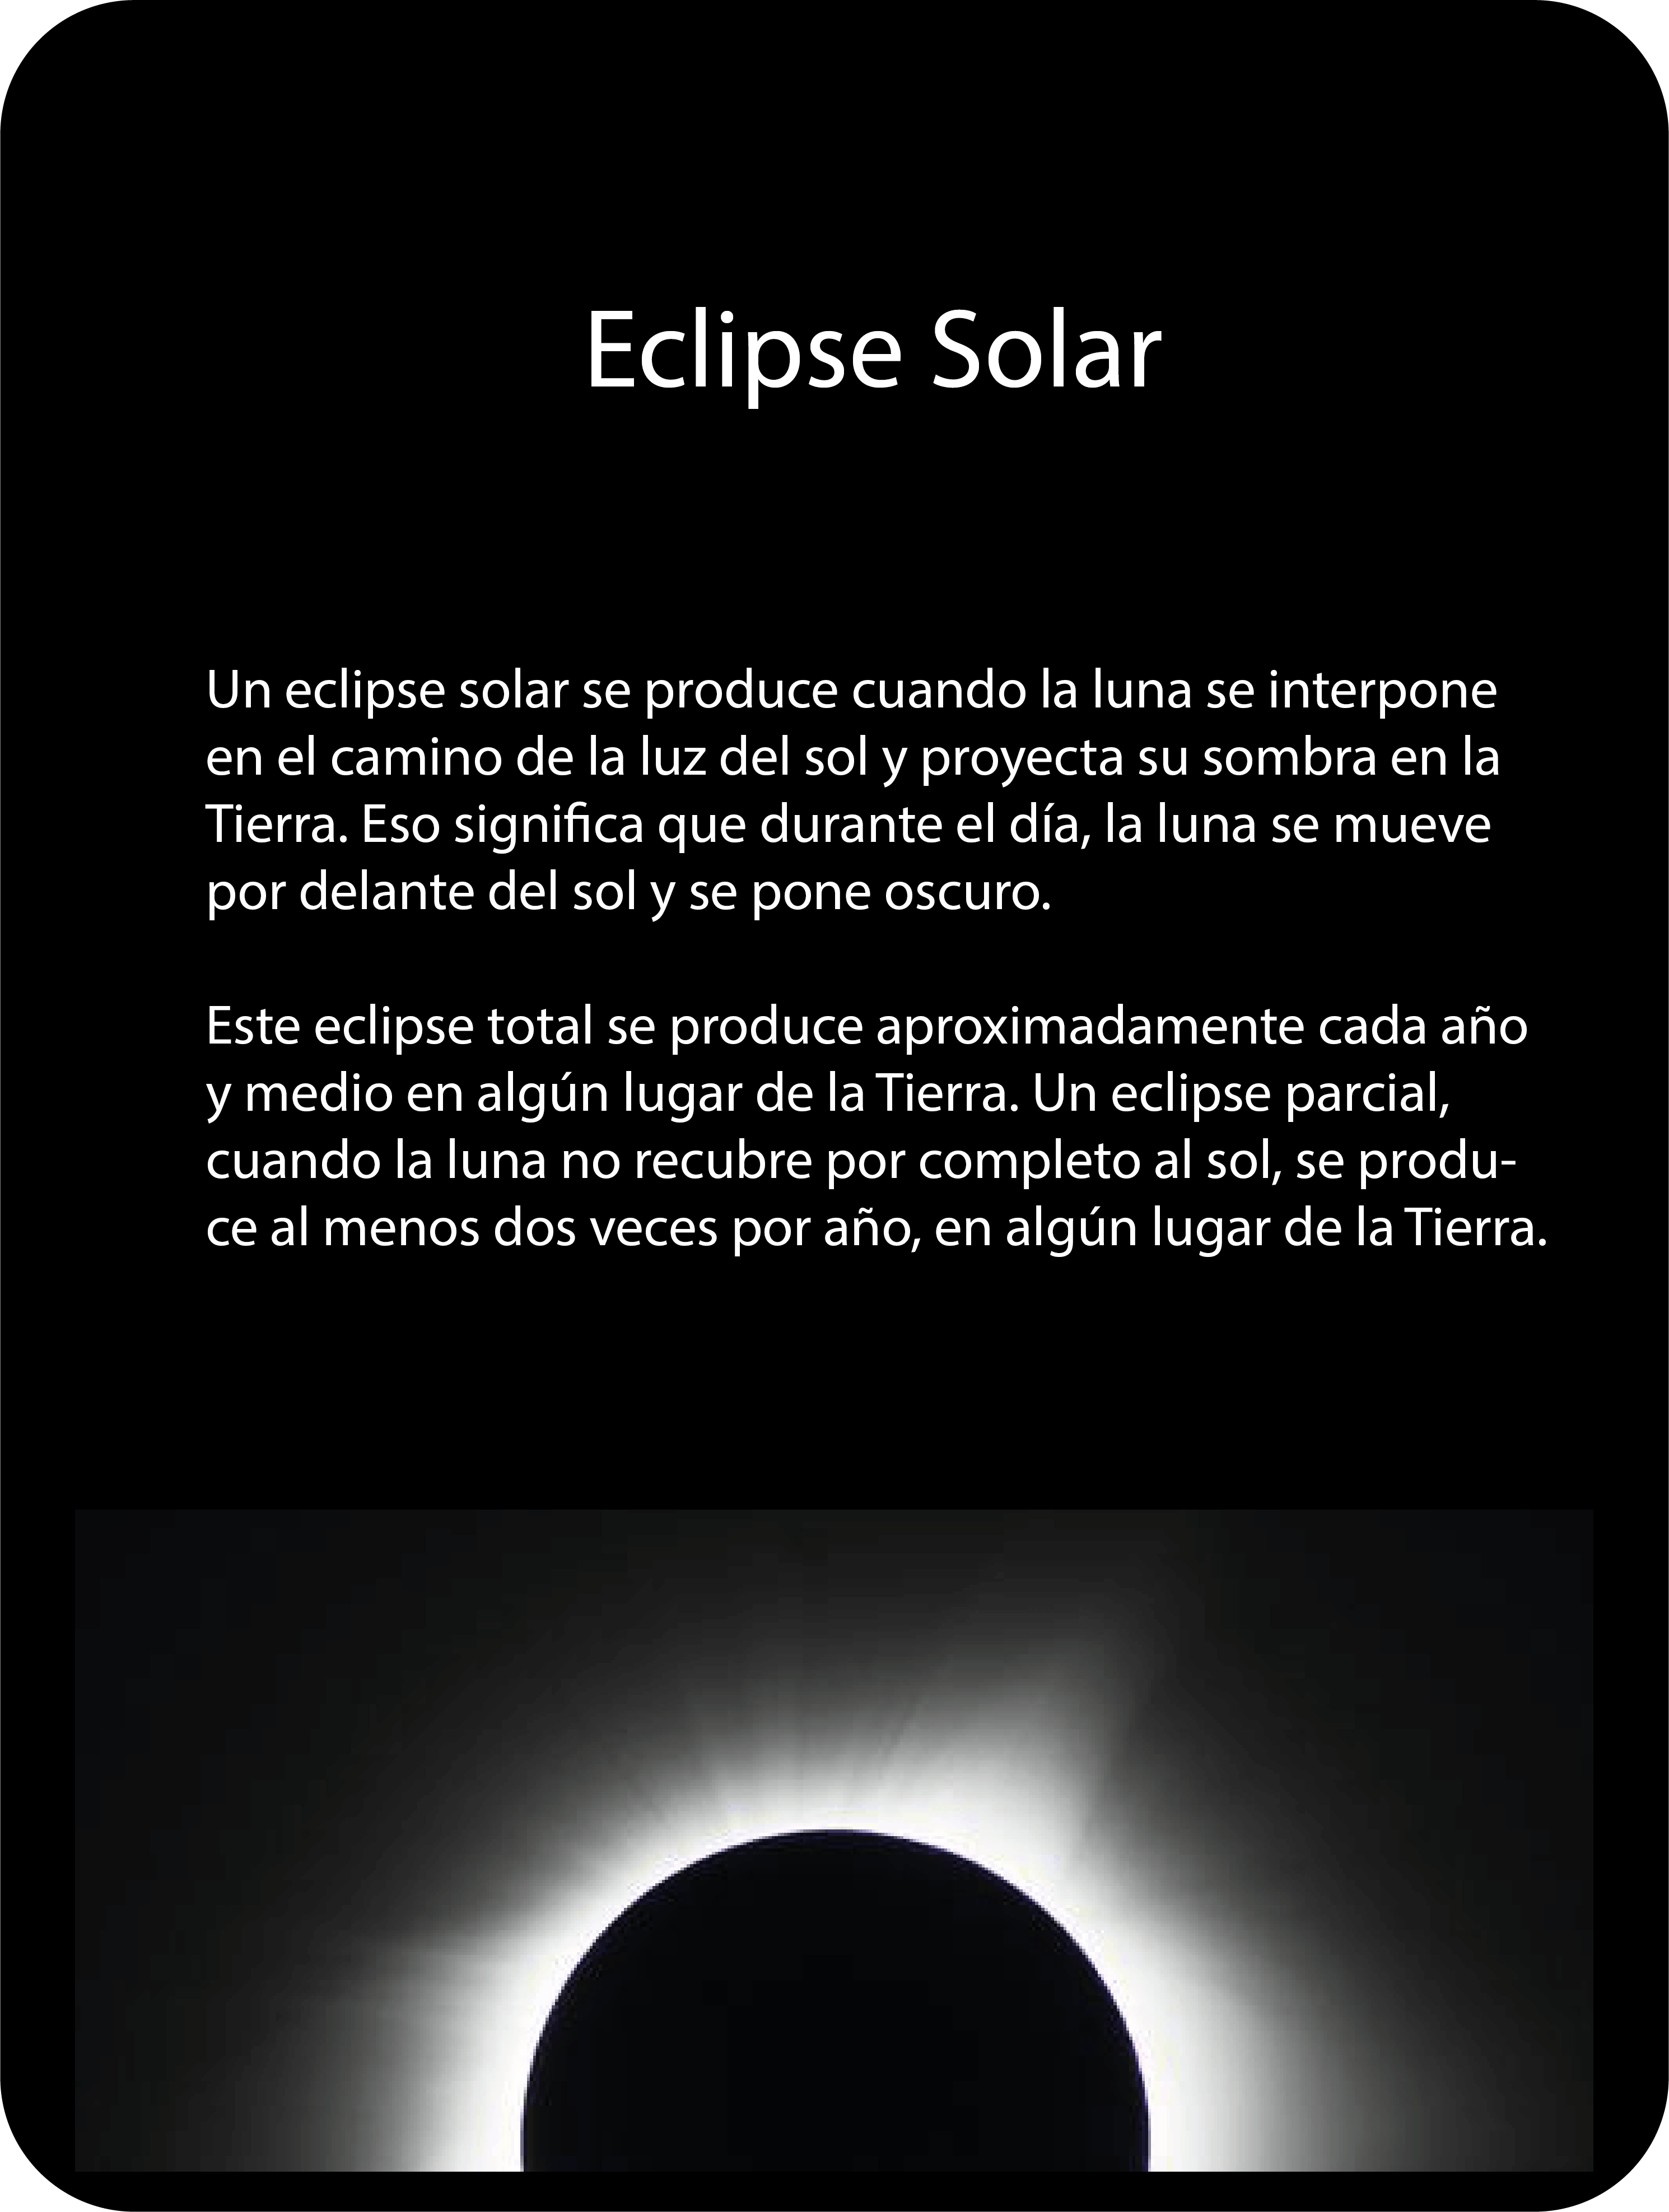 Eclipse Solar
Un eclipse solar se produce cuando la luna se interpone
en el camino de la luz del sol y proyecta su sombra en la
Tierra. Eso significa que durante el día, la luna se mueve
por delante del sol y se pone oscuro.
Este eclipse total se produce aproximadamente cada año
y medio en algún lugar de la Tierra. Un eclipse parcial,
cuando la luna no recubre por completo al sol, se produ-
ce al menos dos veces por año, en algún lugar de la Tierra.